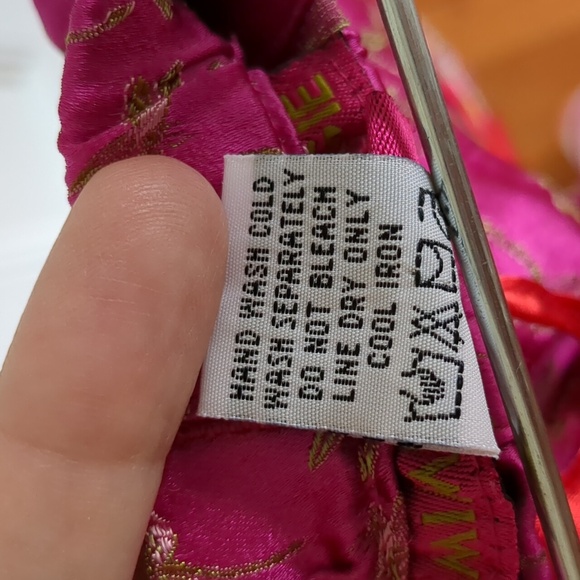 HAND WASH COLD
WASH SEPARATELY
DO NOT BLEACH
LINE DRY ONLY
COOL IRON